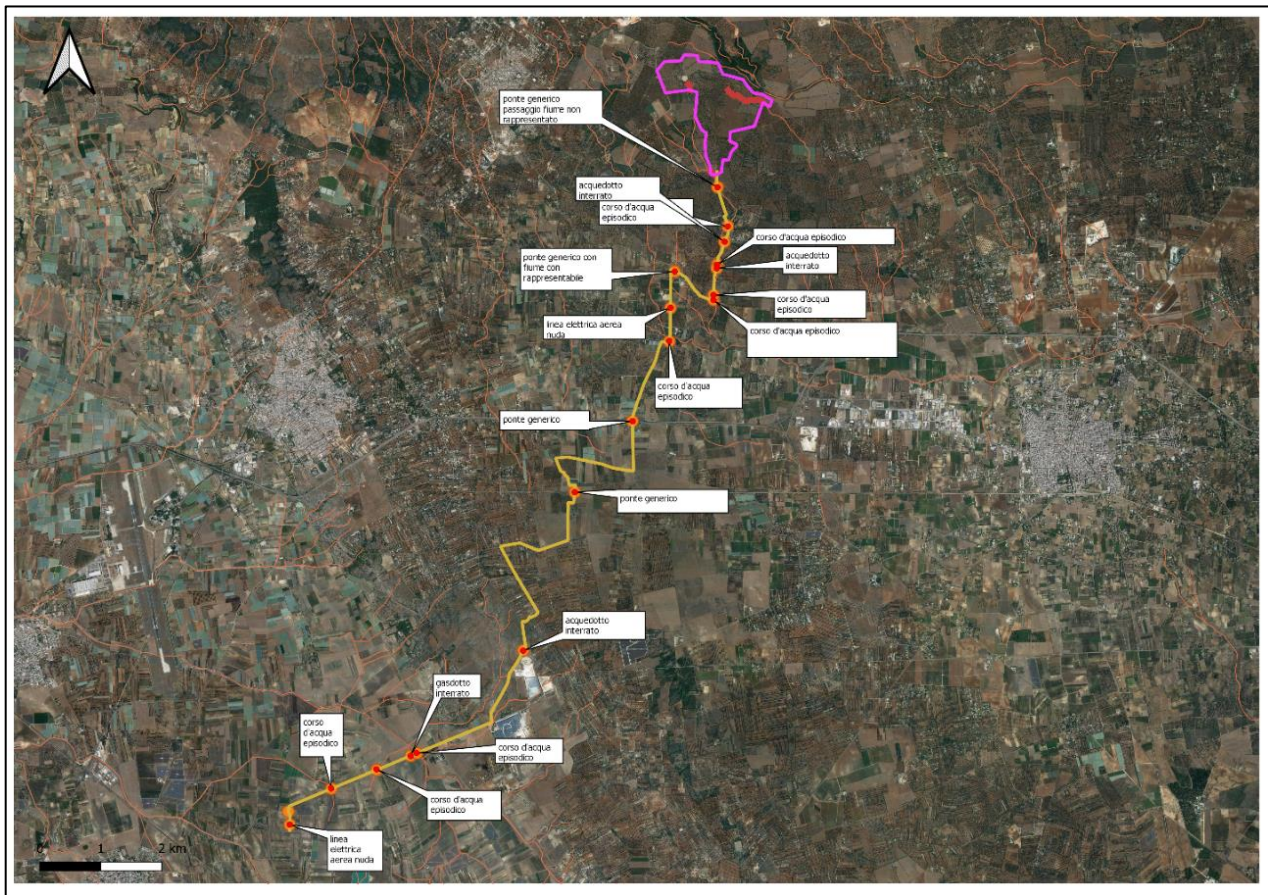 ponte generico
passaggio fiume non
rappresentato
acquedotto
interrato
corso d'acqua
episodico
corso d'acqua episodico
acquedotto
interrato
ponte generico con
fiume con
rappresentabile
corso d'acqua
episodico
linea elettrica aerea
nuda
corso d'acqua episodico
corso d'acqua
episodico
ponte generico
ponte generico
acquedotto
interrato
gasdotto
interrato
corso
d'acqua
episodico
corso d'acqua
episodico
corso d'acqua
episodico
linea
elettrica
aerea nuda
0 1 2 km